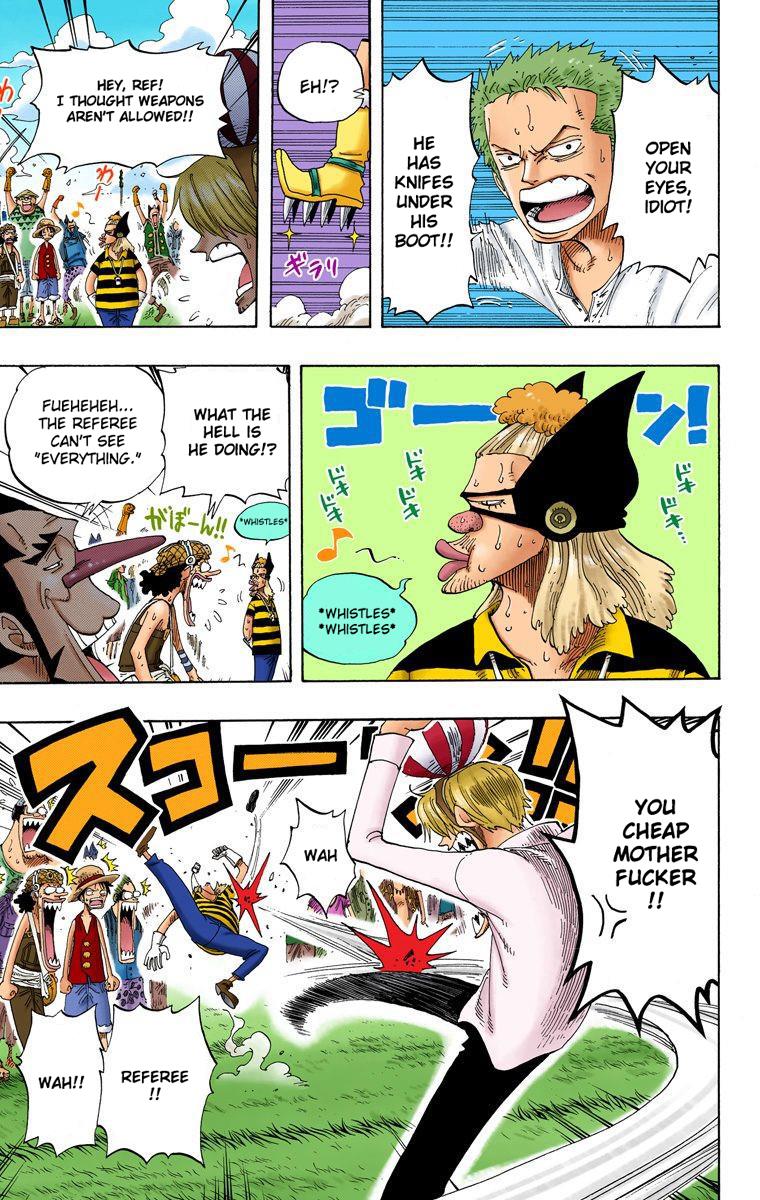 OPEN
YOUR
EYES,
IDIOT!
HE
HAS
KNIFES
UNDER
HIS
BOOT!!
EH!?
ギラリ
HEY, REF!
I THOUGHT WEAPONS
AREN'T ALLOWED!!
わ
わー
ゴーン!
ドキ
ドキ
ドキ
ドキ
ドキ
ドキ…
*WHISTLES*
*WHISTLES*
WHAT THE
HELL IS
HE DOING!?
*WHISTLES*
がぼーん!!
FUEHEHEH...
THE REFEREE
CAN'T SEE
"EVERYTHING."
YOU
CHEAP
MOTHER
FUCKER
!!
WAH
REFEREE
!!
WAH!!